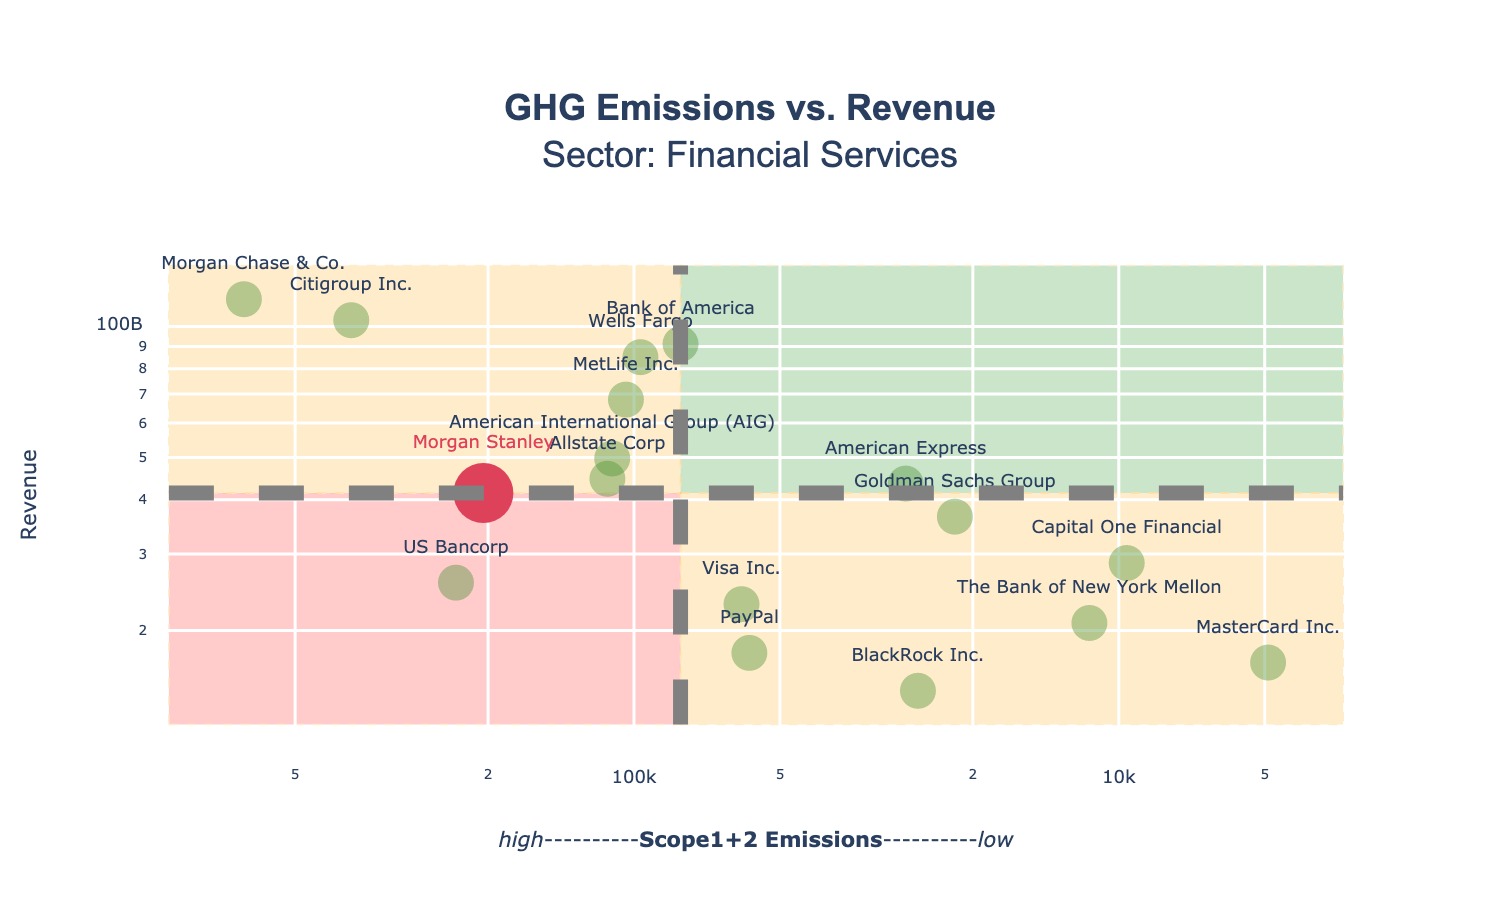 GHG Emissions vs. Revenue
Sector: Financial Services
Morgan Chase & Co.
Citigroup Inc.
Bank of America
Wells Fargo
MetLife Inc.
American International Group (AIG)
Morgan Stanley
Allstate Corp
American Express
Goldman Sachs Group
Capital One Financial
US Bancorp
Visa Inc.
The Bank of New York Mellon
PayPal
MasterCard Inc.
BlackRock Inc.
100B
9
8
7
6
5
4
3
2
Revenue
5 2 100k 5 2 10k 5
high----------Scope1+2 Emissions----------low